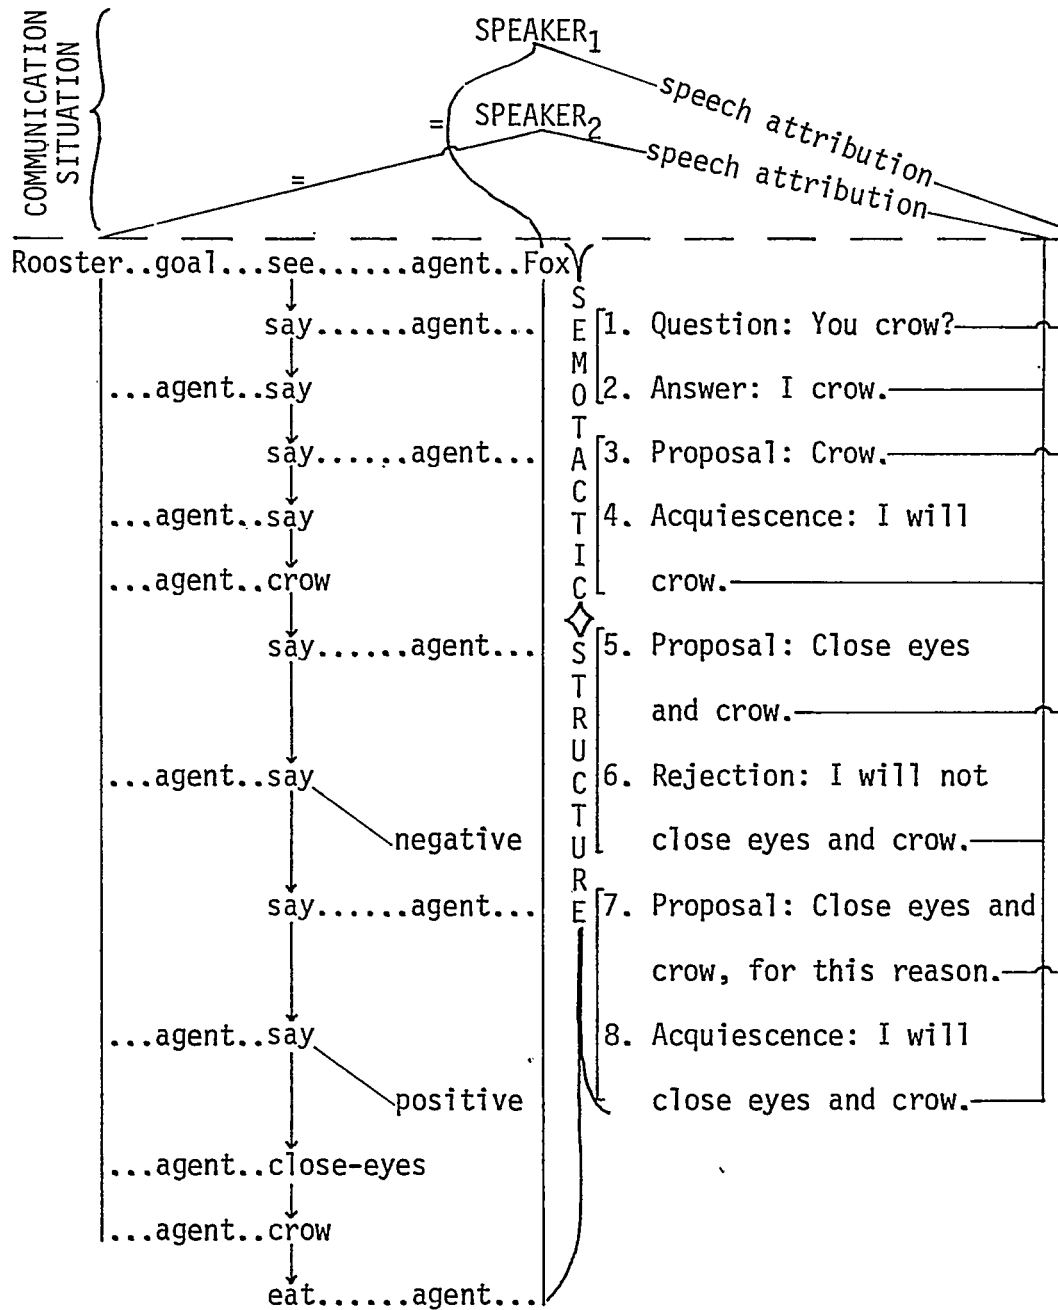 COMMUNICATION
SITUATION
SPEAKER1
speech attribution
= SPEAKER2
speech attribution
=
Rooster..goal...see......agent..Fox
SEMOTACTIC STRUCTURE
say......agent... 1. Question: You crow?
...agent..say 2. Answer: I crow.
say......agent... 3. Proposal: Crow.
...agent..say 4. Acquiescence: I will
...agent..crow crow.
say......agent... 5. Proposal: Close eyes
and crow.
...agent..say 6. Rejection: I will not
negative close eyes and crow.
say......agent... 7. Proposal: Close eyes and
crow, for this reason.
...agent..say 8. Acquiescence: I will
positive close eyes and crow.
...agent..close-eyes
...agent..crow
eat......agent...